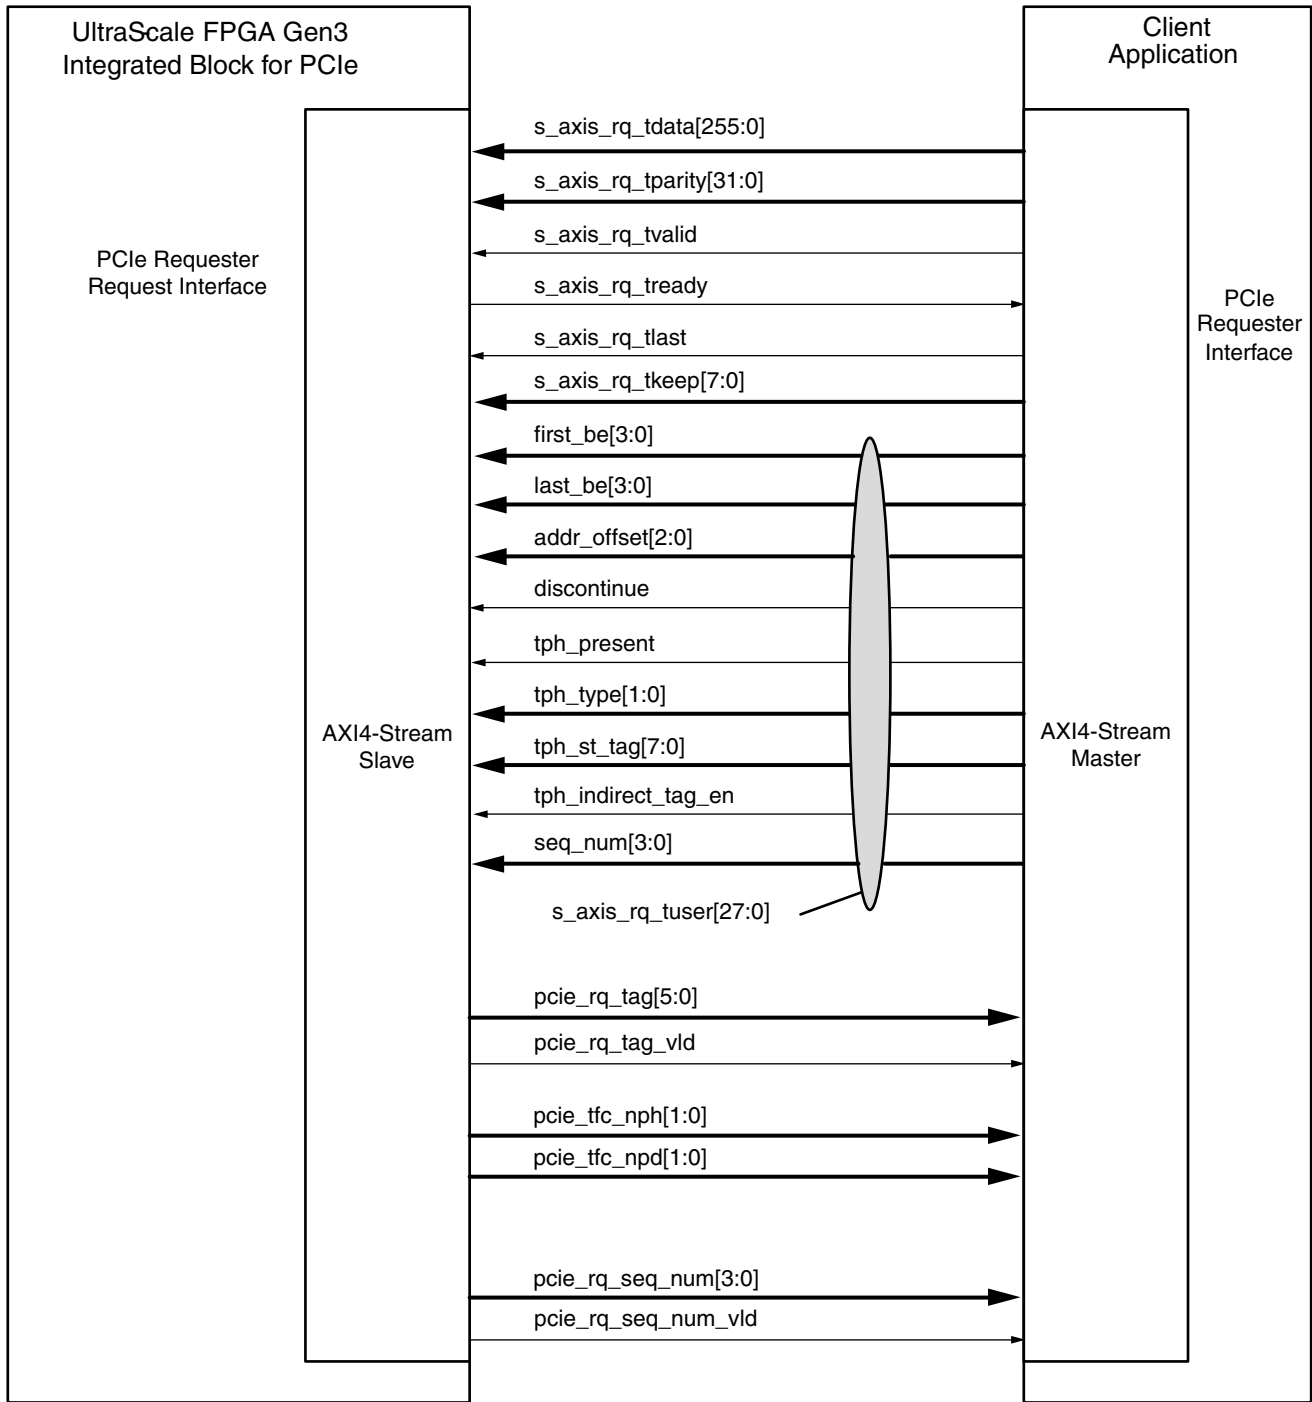 UltraScale FPGA Gen3
Integrated Block for PCIe
Client
Application
s_axis_rq_tdata[255:0]
s_axis_rq_tparity[31:0]
s_axis_rq_tvalid
PCIe Requester
Request Interface
s_axis_rq_tready
PCIe
Requester
Interface
s_axis_rq_tlast
s_axis_rq_tkeep[7:0]
first_be[3:0]
last_be[3:0]
addr_offset[2:0]
discontinue
tph_present
tph_type[1:0]
AXI4-Stream
Slave
AXI4-Stream
Master
tph_st_tag[7:0]
tph_indirect_tag_en
seq_num[3:0]
s_axis_rq_tuser[27:0]
pcie_rq_tag[5:0]
pcie_rq_tag_vld
pcie_tfc_nph[1:0]
pcie_tfc_npd[1:0]
pcie_rq_seq_num[3:0]
pcie_rq_seq_num_vld